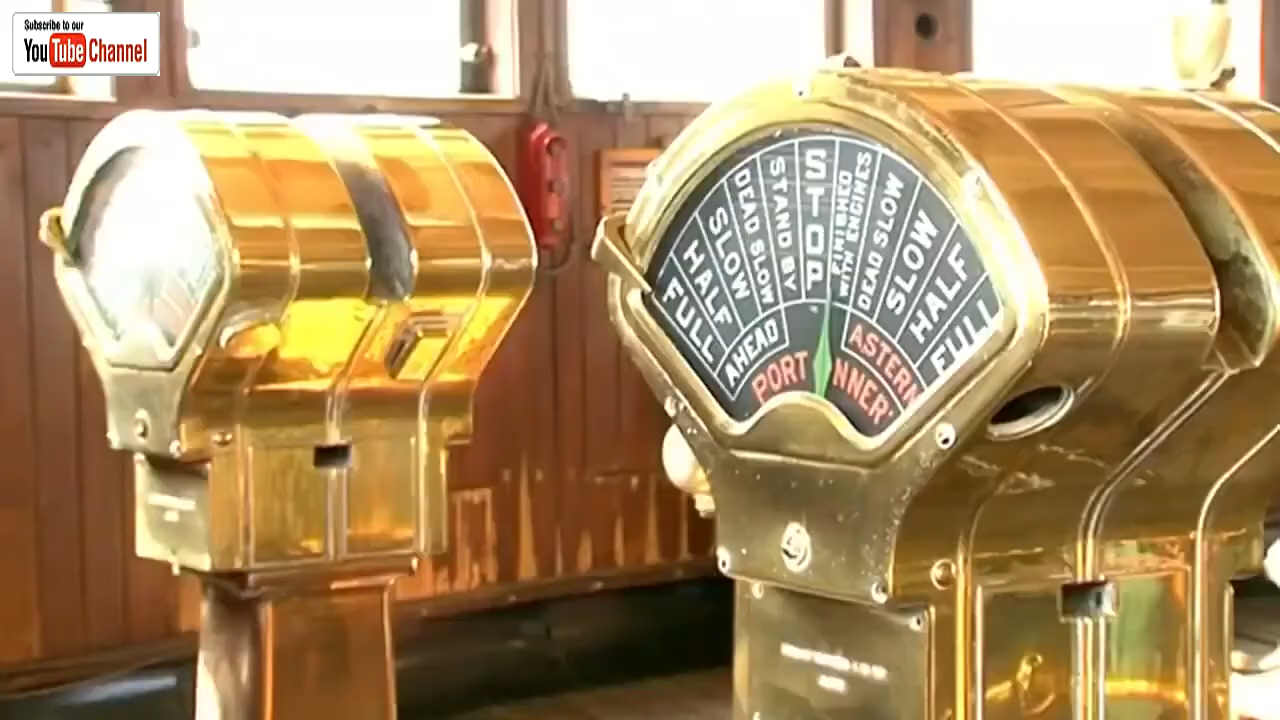 Subscribe to our
YouTube Channel
FULL
HALF
SLOW
DEAD SLOW
STAND BY
STOP
FINISHED
WITH ENGINES
DEAD SLOW
SLOW
HALF
FULL
AHEAD
ASTERN
PORT
NNER